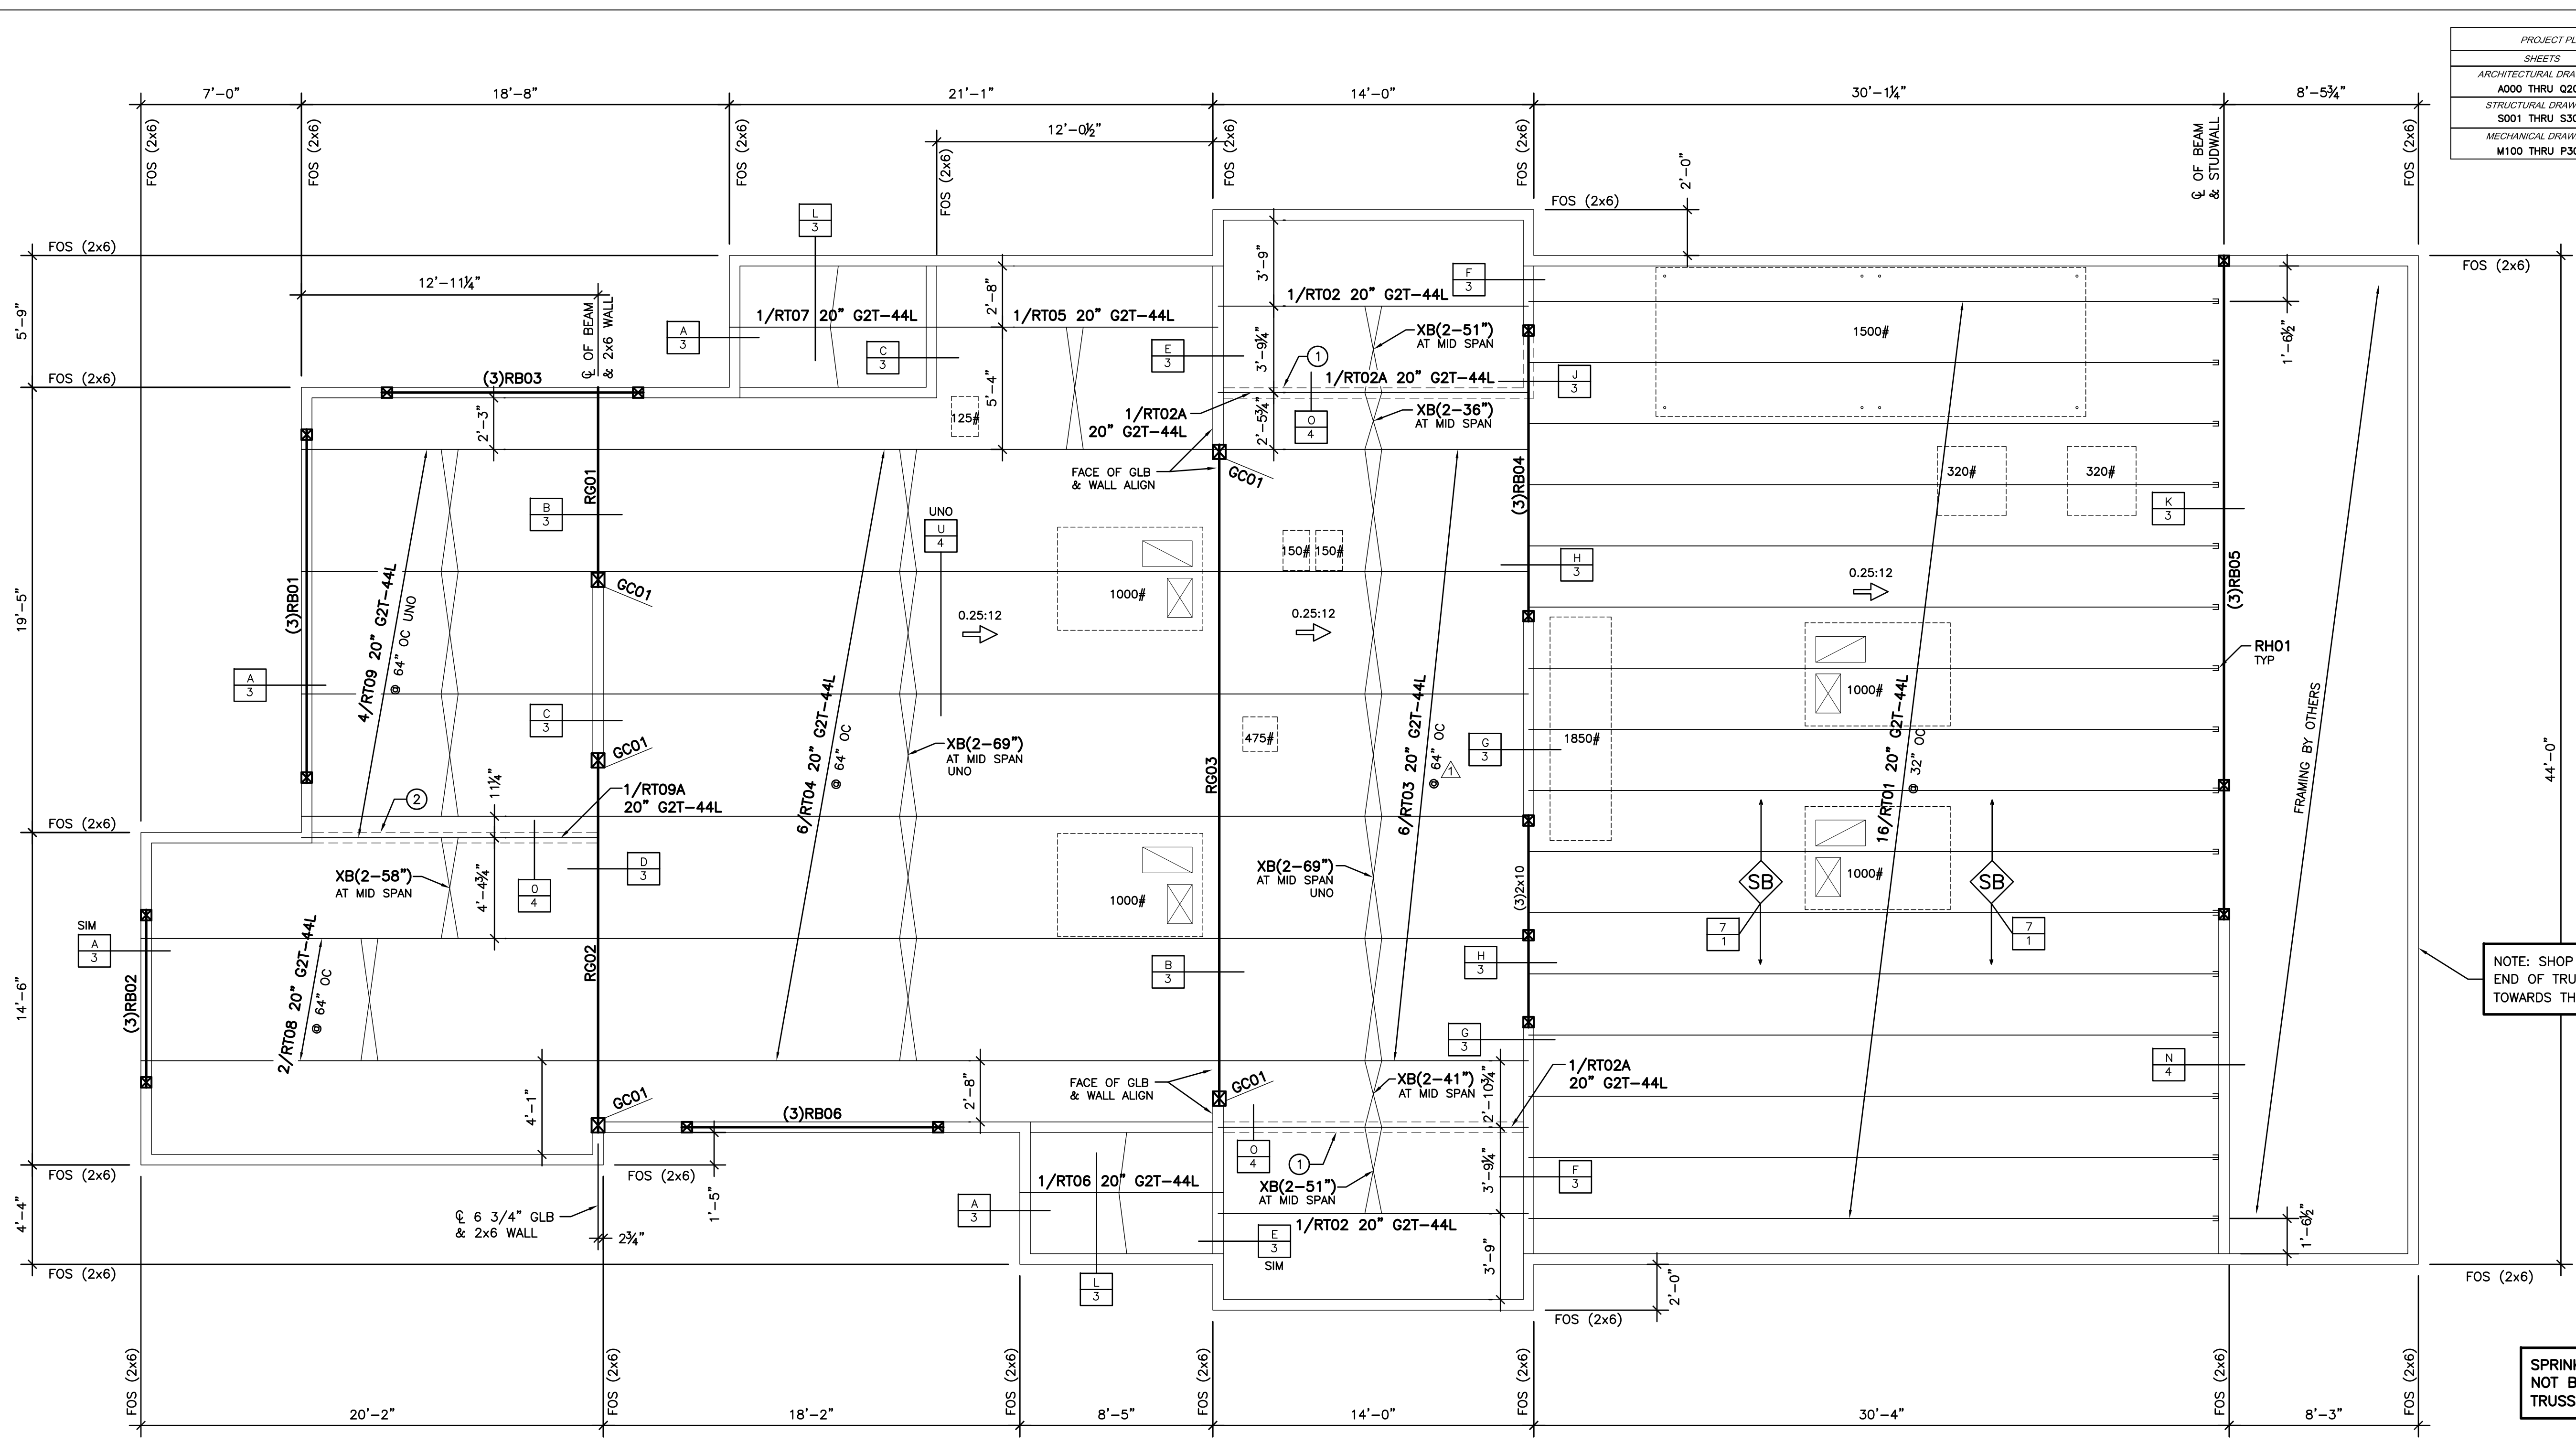 PROJECT PL
SHEETS
ARCHITECTURAL DRA
A000 THRU Q20
STRUCTURAL DRAW
S001 THRU S30
MECHANICAL DRAW
M100 THRU P30
7'-0"
18'-8"
21'-1"
14'-0"
30'-1¼"
8'-5¾"
12'-0½"
FOS (2x6)
FOS (2x6)
FOS (2x6)
FOS (2x6)
FOS (2x6)
FOS (2x6)
℄ OF BEAM
& STUDWALL
FOS (2x6)
FOS (2x6)
2'-0"
FOS (2x6)
FOS (2x6)
L
3
12'-11¼"
℄ OF BEAM
& 2x6 WALL
5'-9"
FOS (2x6)
A
3
1/RT07 20" G2T-44L
C
3
2'-8"
1/RT05 20" G2T-44L
5'-4"
E
3
3'-9"
1/RT02 20" G2T-44L
F
3
3'-9¼"
1
XB(2-51")
AT MID SPAN
1/RT02A 20" G2T-44L
J
3
1/RT02A
20" G2T-44L
O
4
2'-5¾"
XB(2-36")
AT MID SPAN
1500#
1'-6½"
(3)RB03
2'-3"
125#
RG01
B
3
FACE OF GLB
& WALL ALIGN
GC01
(3)RB04
320#
320#
K
3
UNO
U
4
1000#
150#
150#
H
3
0.25:12
0.25:12
0.25:12
(3)RB05
19'-5"
(3)RB01
4/RT09 20" G2T-44L
@ 64" OC UNO
GC01
A
3
C
3
GC01
1/RT09A
20" G2T-44L
11¼"
2
FOS (2x6)
6/RT04 20" G2T-44L
@ 64" OC
XB(2-69")
AT MID SPAN
UNO
RG03
475#
6/RT03 20" G2T-44L
@ 64" OC
1
G
3
1850#
1000#
16/RT01 20" G2T-44L
@ 32" OC
RH01
TYP
FRAMING BY OTHERS
44'-0"
XB(2-58")
AT MID SPAN
4'-4¾"
O
4
D
3
1000#
XB(2-69")
AT MID SPAN
UNO
(3)2x10
SB
1000#
SB
7
1
7
1
SIM
A
3
(3)RB02
14'-6"
2/RT08 20" G2T-44L
@ 64" OC
RG02
B
3
H
3
NOTE: SHOP
END OF TRU
TOWARDS TH
G
3
N
4
4'-1"
GC01
(3)RB06
2'-8"
FACE OF GLB
& WALL ALIGN
GC01
XB(2-41")
AT MID SPAN
2'-10¾"
1/RT02A
20" G2T-44L
FOS (2x6)
FOS (2x6)
1'-5"
O
4
1
XB(2-51")
AT MID SPAN
3'-9¼"
F
3
1/RT06 20" G2T-44L
A
3
4'-4"
℄ 6 3/4" GLB
& 2x6 WALL
2¾"
E
3
SIM
1/RT02 20" G2T-44L
3'-9"
1'-6½"
FOS (2x6)
L
3
2'-0"
FOS (2x6)
FOS (2x6)
FOS (2x6)
FOS (2x6)
FOS (2x6)
FOS (2x6)
FOS (2x6)
FOS (2x6)
FOS (2x6)
SPRINK
NOT B
TRUSS
20'-2"
18'-2"
8'-5"
14'-0"
30'-4"
8'-3"